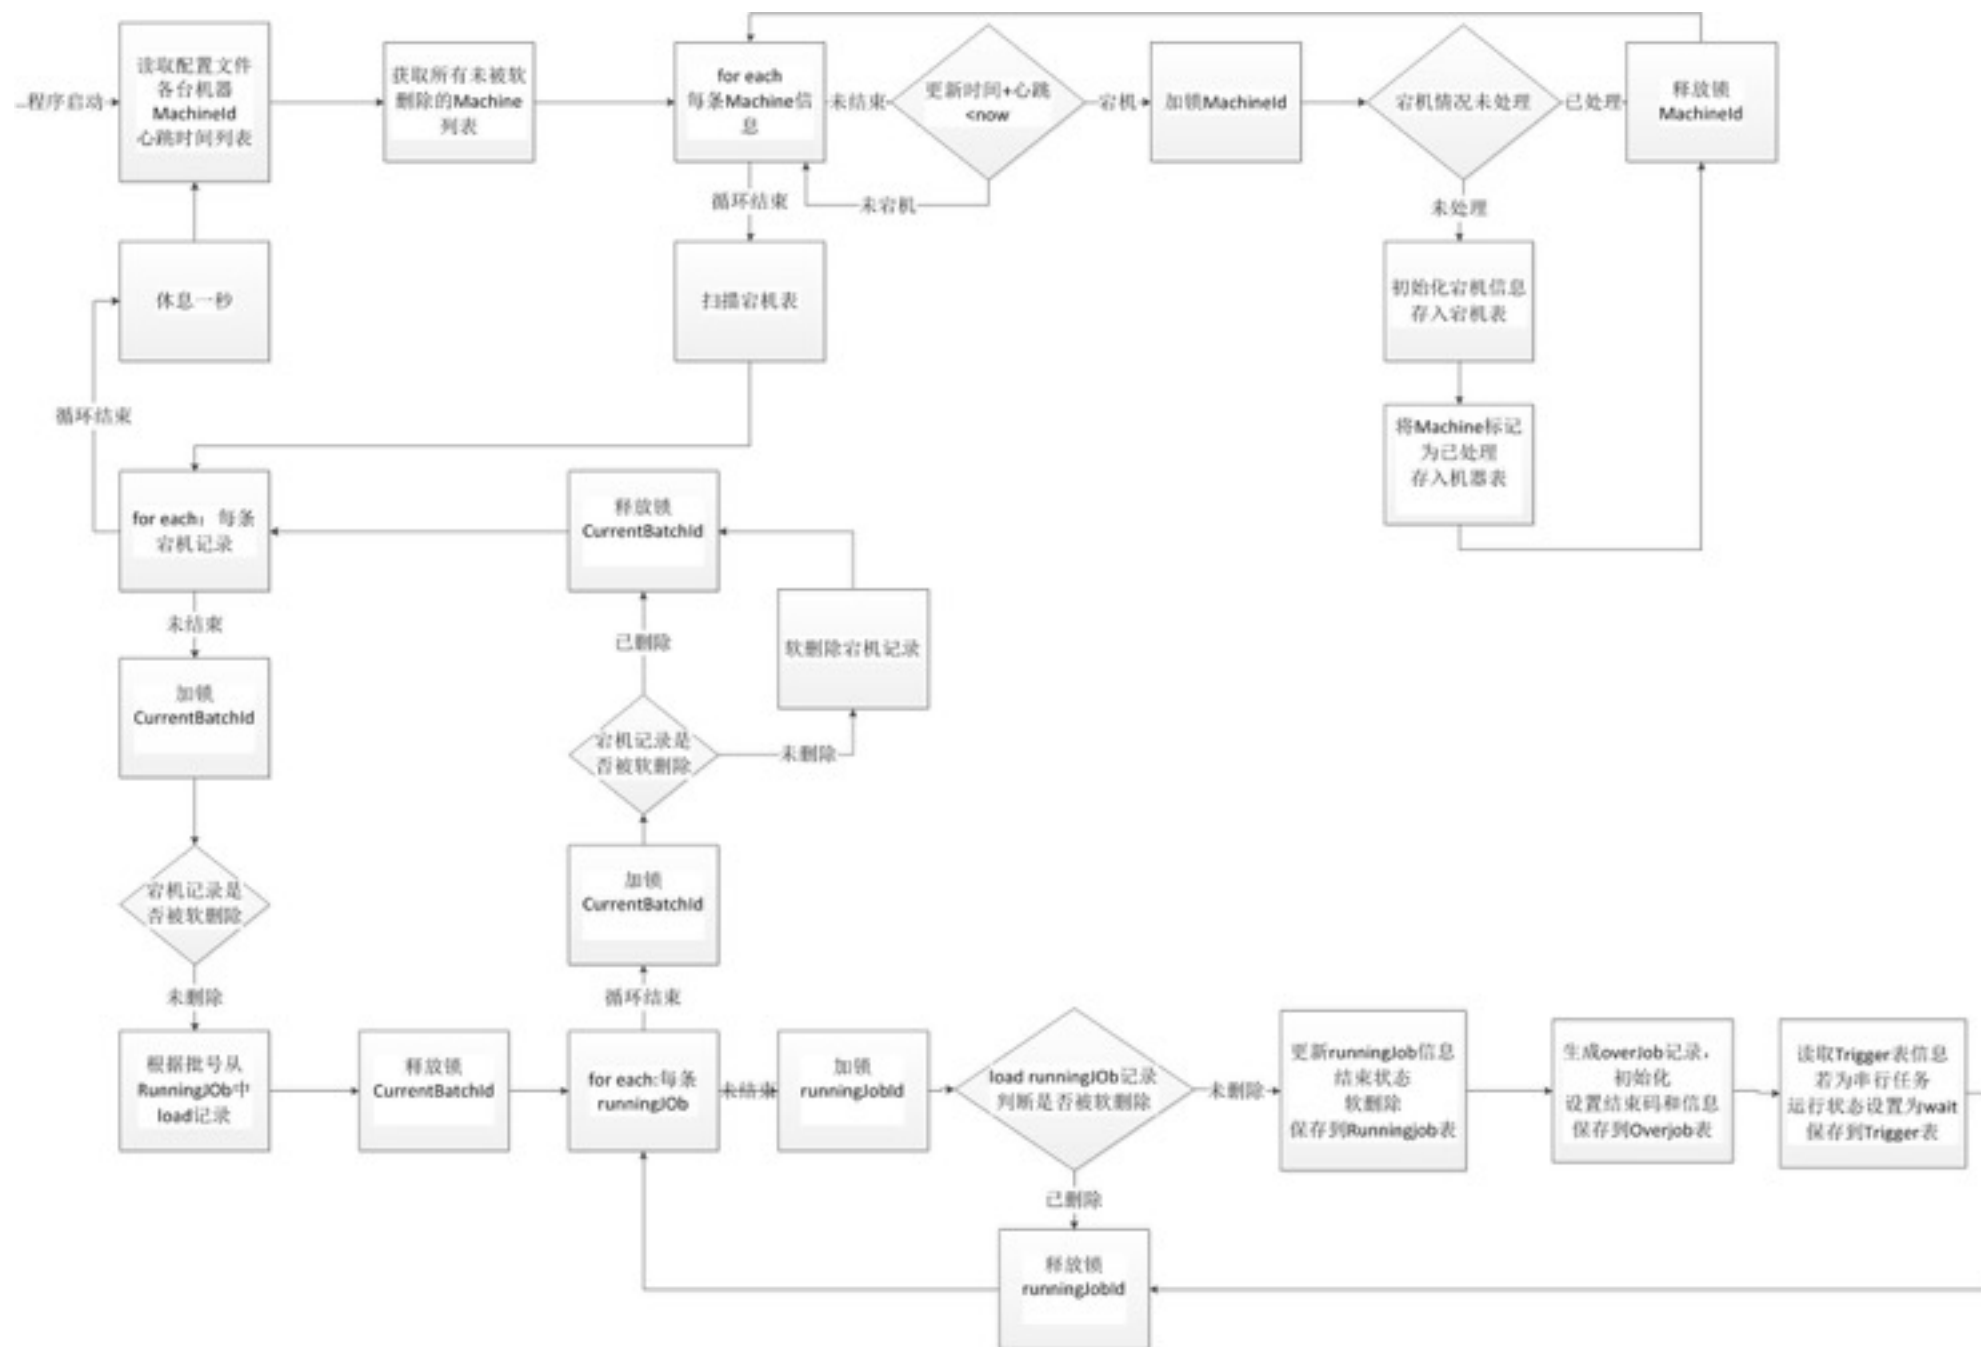 程序启动
读取配置文件
各台机器
MachineId
心跳时间列表
获取所有未被软
删除的Machine
列表
for each
每条Machine信
息
未结束
更新时间+心跳
<now
宕机
加锁MachineId
宕机情况未处理
已处理
释放锁
MachineId
循环结束
未宕机
未处理
休息一秒
扫描宕机表
初始化宕机信息
存入宕机表
循环结束
将Machine标记
为已处理
存入机器表
for each：每条
宕机记录
释放锁
CurrentBatchId
未结束
已删除
软删除宕机记录
加锁
CurrentBatchId
宕机记录是
否被软删除
未删除
宕机记录是
否被软删除
加锁
CurrentBatchId
未删除
循环结束
根据批号从
RunningJOb中
load记录
释放锁
CurrentBatchId
for each:每条
runningJOb
未结束
加锁
runningJobId
load runningJOb记录
判断是否被软删除
未删除
更新runningJob信息
结束状态
软删除
保存到Runningjob表
生成overJob记录，
初始化
设置结束码和信息
保存到Overjob表
读取Trigger表信息
若为串行任务
运行状态设置为wait
保存到Trigger表
已删除
释放锁
runningJobId